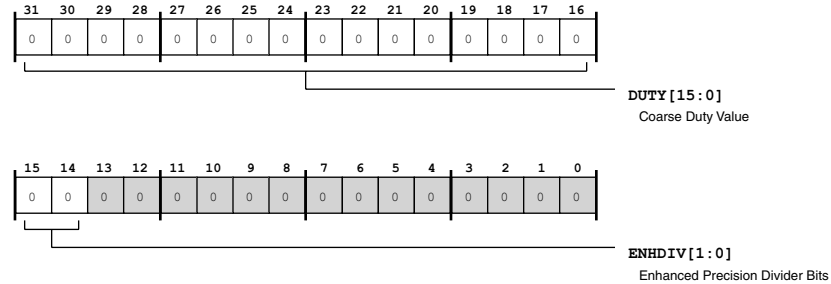 31 30 29 28 27 26 25 24 23 22 21 20 19 18 17 16
0 0 0 0 0 0 0 0 0 0 0 0 0 0 0 0
DUTY[15:0]
Coarse Duty Value
15 14 13 12 11 10 9 8 7 6 5 4 3 2 1 0
0 0 0 0 0 0 0 0 0 0 0 0 0 0 0 0
ENHDIV[1:0]
Enhanced Precision Divider Bits